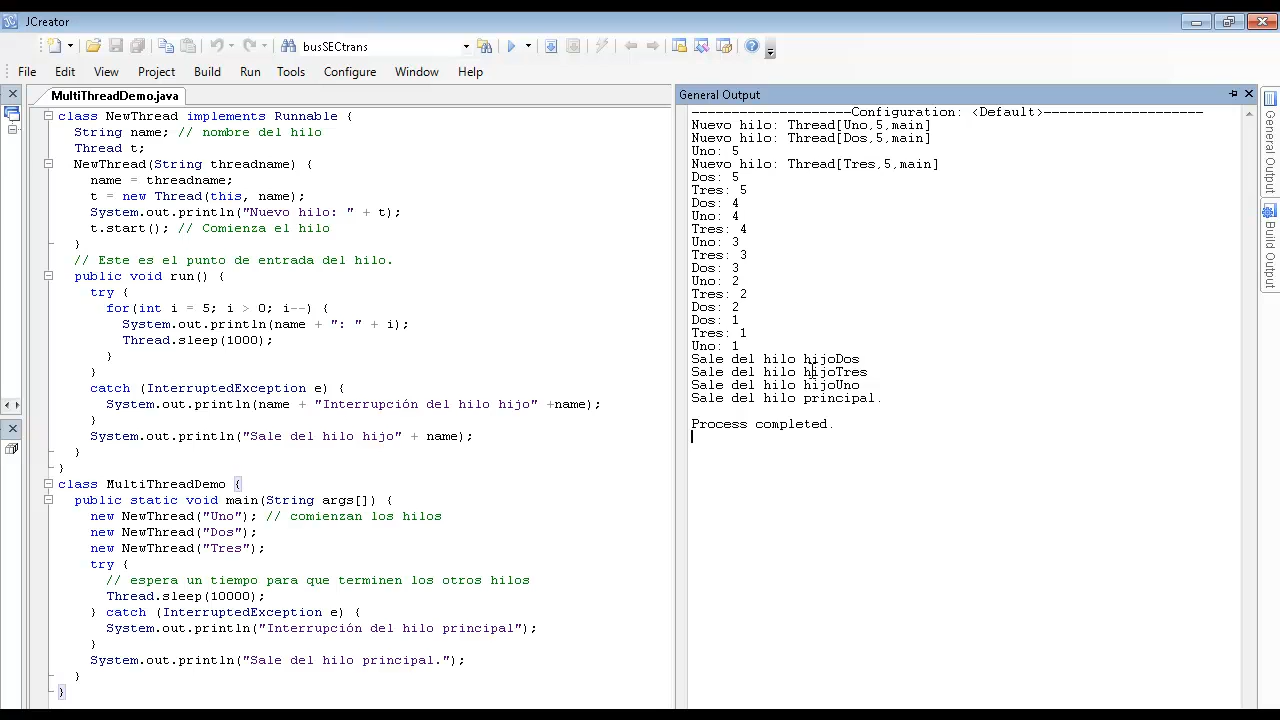 JCreator
busSECtrans
File Edit View Project Build Run Tools Configure Window Help
MultiThreadDemo.java
class NewThread implements Runnable {
String name; // nombre del hilo
Thread t;
NewThread(String threadname) {
name = threadname;
t = new Thread(this, name);
System.out.println("Nuevo hilo: " + t);
t.start(); // Comienza el hilo
}
// Este es el punto de entrada del hilo.
public void run() {
try {
for(int i = 5; i > 0; i--) {
System.out.println(name + ": " + i);
Thread.sleep(1000);
}
}
catch (InterruptedException e) {
System.out.println(name + "Interrupción del hilo hijo" +name);
}
System.out.println("Sale del hilo hijo" + name);
}
}
class MultiThreadDemo {
public static void main(String args[]) {
new NewThread("Uno"); // comienzan los hilos
new NewThread("Dos");
new NewThread("Tres");
try {
// espera un tiempo para que terminen los otros hilos
Thread.sleep(10000);
} catch (InterruptedException e) {
System.out.println("Interrupción del hilo principal");
}
System.out.println("Sale del hilo principal.");
}
}
General Output
--------------------Configuration: <Default>--------------------
Nuevo hilo: Thread[Uno,5,main]
Nuevo hilo: Thread[Dos,5,main]
Uno: 5
Nuevo hilo: Thread[Tres,5,main]
Dos: 5
Tres: 5
Dos: 4
Uno: 4
Tres: 4
Uno: 3
Tres: 3
Dos: 3
Uno: 2
Tres: 2
Dos: 2
Dos: 1
Tres: 1
Uno: 1
Sale del hilo hijoDos
Sale del hilo hijoTres
Sale del hilo hijoUno
Sale del hilo principal.
Process completed.
General Output
Build Output